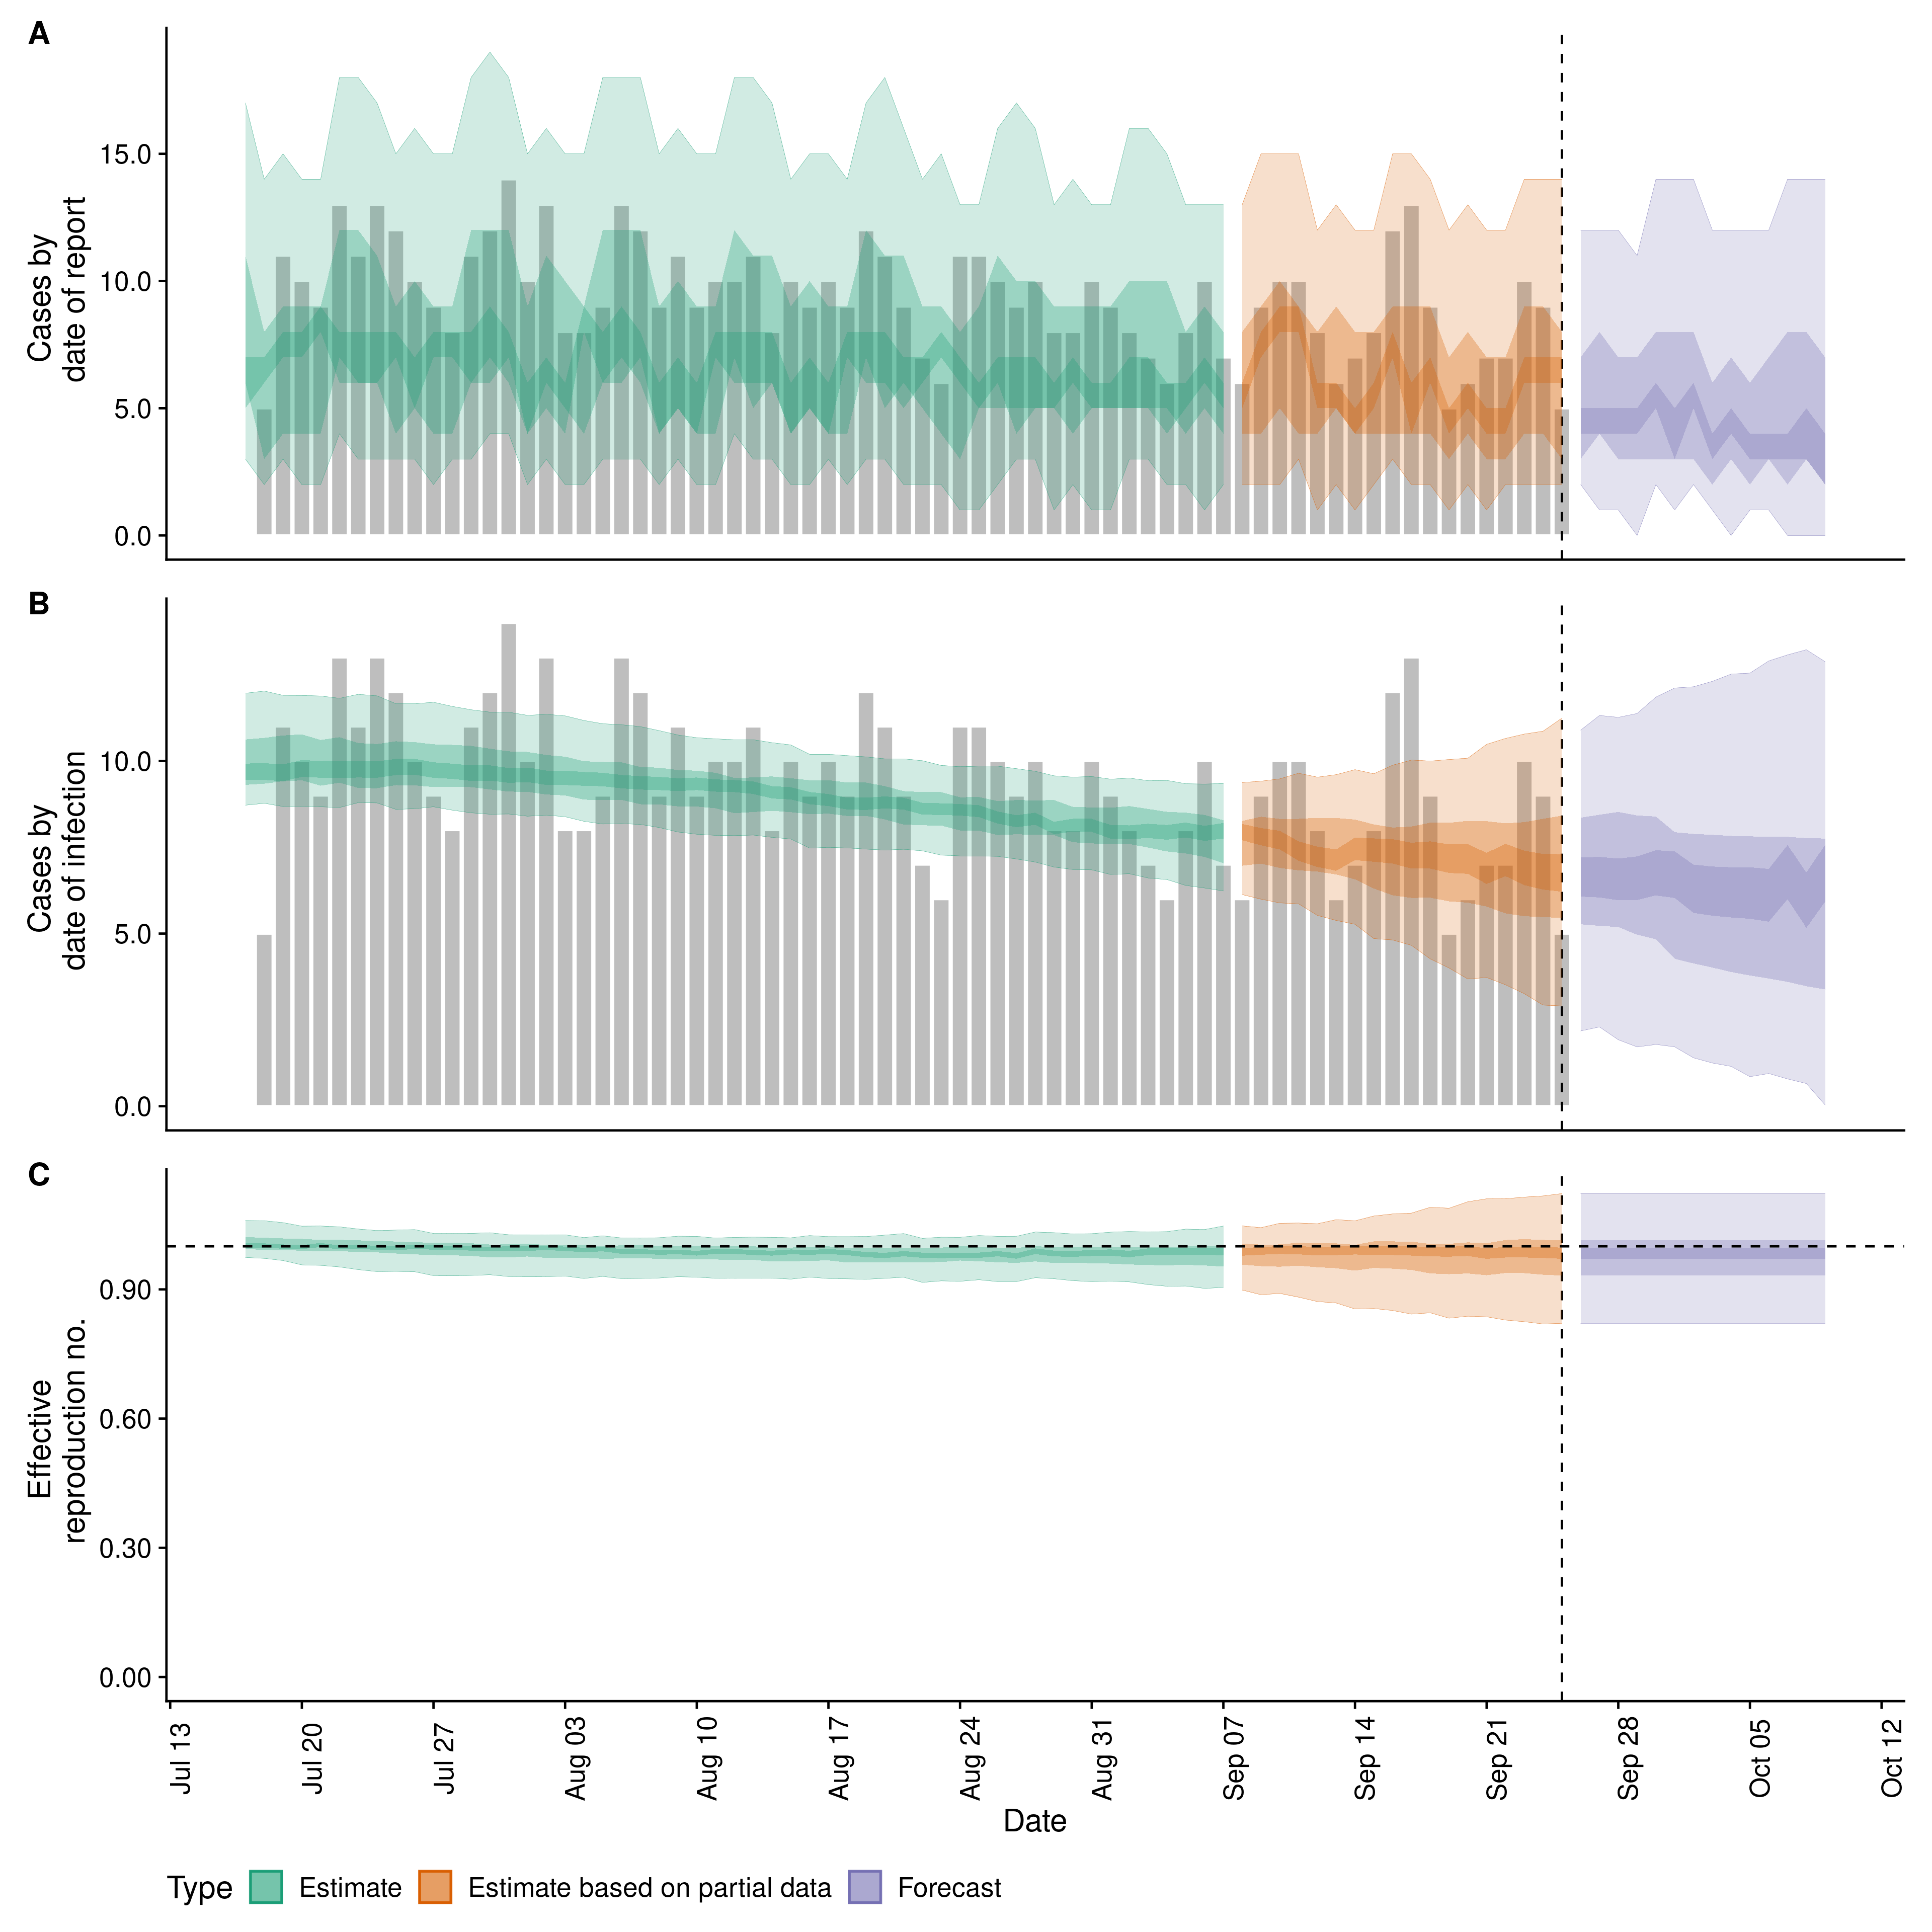 A
Cases by
date of report
15.0
10.0
5.0
0.0
B
Cases by
date of infection
10.0
5.0
0.0
C
Effective
reproduction no.
0.90
0.60
0.30
0.00
Jul 13
Jul 20
Jul 27
Aug 03
Aug 10
Aug 17
Aug 24
Aug 31
Sep 07
Sep 14
Sep 21
Sep 28
Oct 05
Oct 12
Date
Type Estimate Estimate based on partial data Forecast